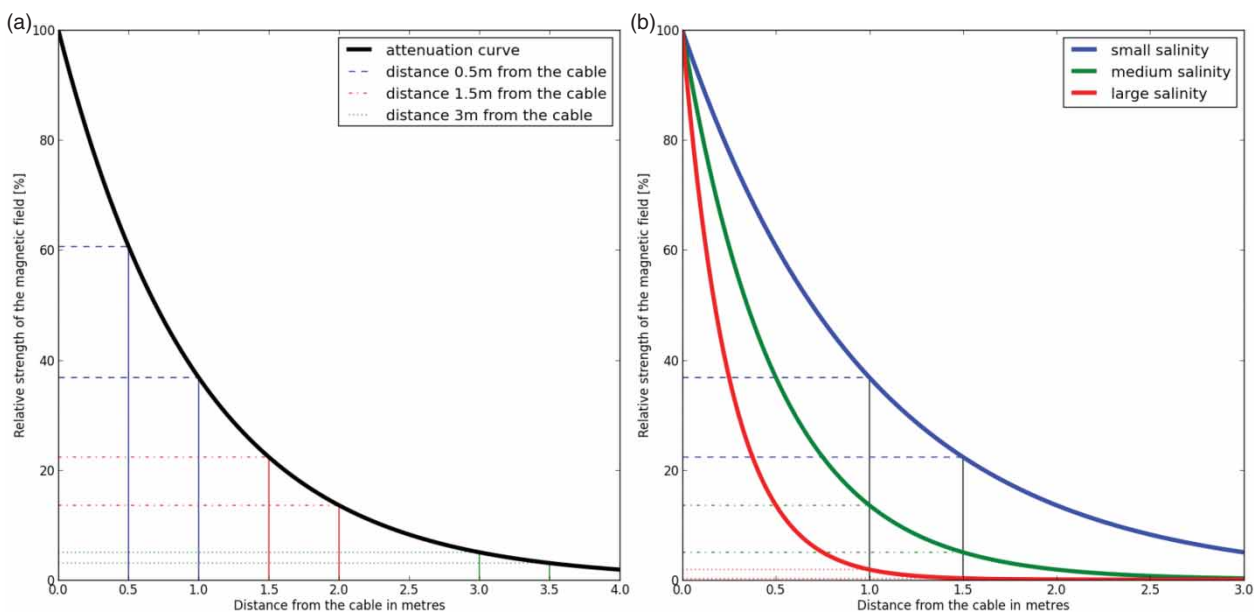 (a)
100
80
60
40
20
0
Relative strength of the magnetic field [%]
attenuation curve
distance 0.5m from the cable
distance 1.5m from the cable
distance 3m from the cable
0.0 0.5 1.0 1.5 2.0 2.5 3.0 3.5 4.0
Distance from the cable in metres
(b)
100
80
60
40
20
0
Relative strength of the magnetic field [%]
small salinity
medium salinity
large salinity
0.0 0.5 1.0 1.5 2.0 2.5 3.0
Distance from the cable in metres